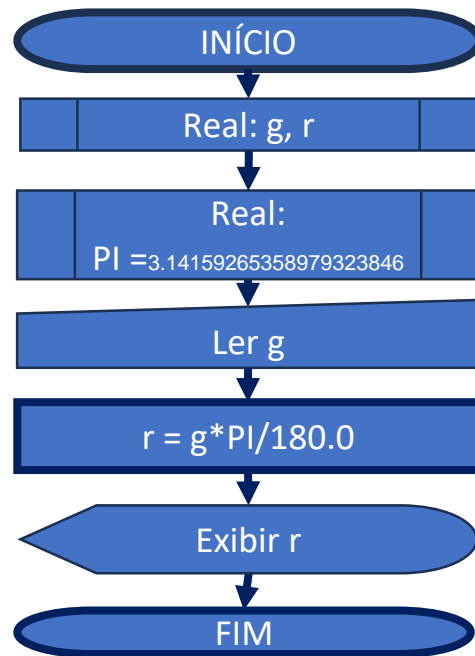 INÍCIO
Real: g, r
Real:
PI =3.14159265358979323846
Ler g
r = g*PI/180.0
Exibir r
FIM